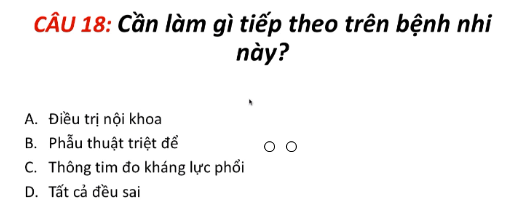 CÂU 18: Cần làm gì tiếp theo trên bệnh nhi
này?
A. Điều trị nội khoa
B. Phẫu thuật triệt để
C. Thông tim đo kháng lực phổi
D. Tất cả đều sai